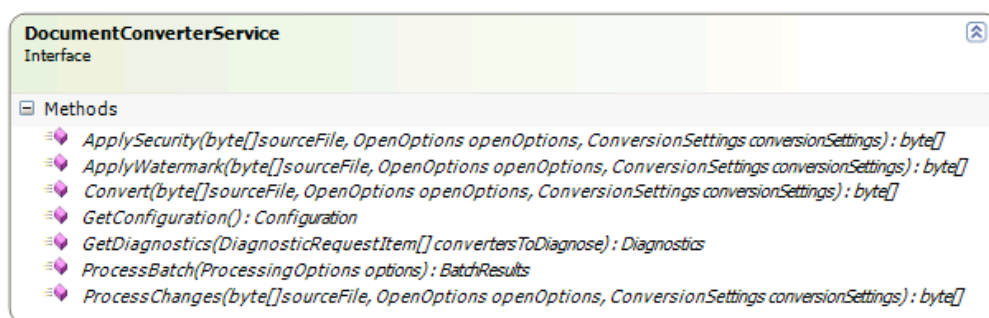 DocumentConverterService
Interface
Methods
ApplySecurity(byte[]sourceFile, OpenOptions openOptions, ConversionSettings conversionSettings) : byte[]
ApplyWatermark(byte[]sourceFile, OpenOptions openOptions, ConversionSettings conversionSettings) : byte[]
Convert(byte[]sourceFile, OpenOptions openOptions, ConversionSettings conversionSettings) : byte[]
GetConfiguration() : Configuration
GetDiagnostics(DiagnosticRequestItem[] convertersToDiagnose) : Diagnostics
ProcessBatch(ProcessingOptions options) : BatchResults
ProcessChanges(byte[]sourceFile, OpenOptions openOptions, ConversionSettings conversionSettings) : byte[]